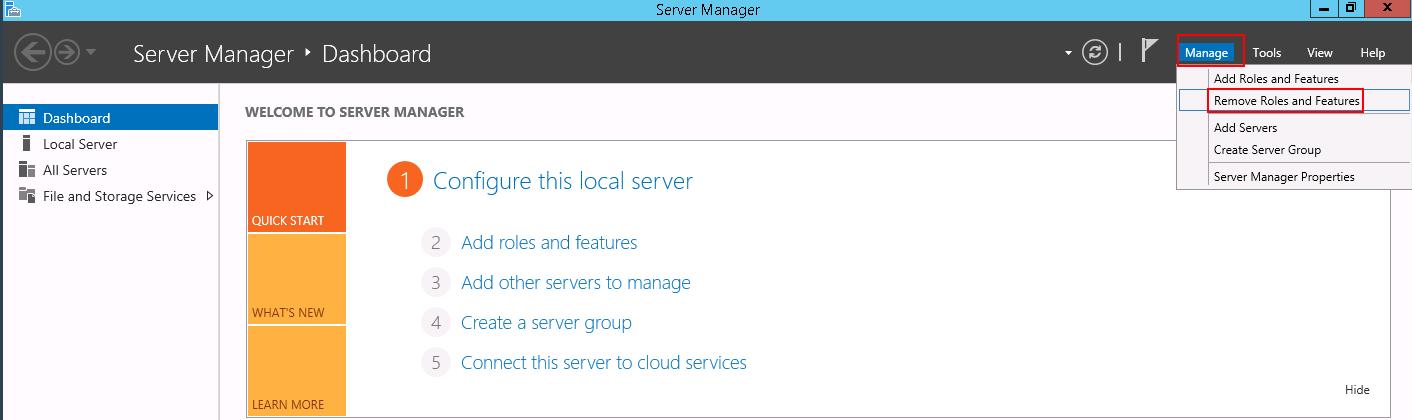 Server Manager
Server Manager ‣ Dashboard
Manage Tools View Help
Add Roles and Features
Remove Roles and Features
Add Servers
Create Server Group
Server Manager Properties
Dashboard
Local Server
All Servers
File and Storage Services
WELCOME TO SERVER MANAGER
QUICK START
WHAT'S NEW
LEARN MORE
1 Configure this local server
2 Add roles and features
3 Add other servers to manage
4 Create a server group
5 Connect this server to cloud services
Hide